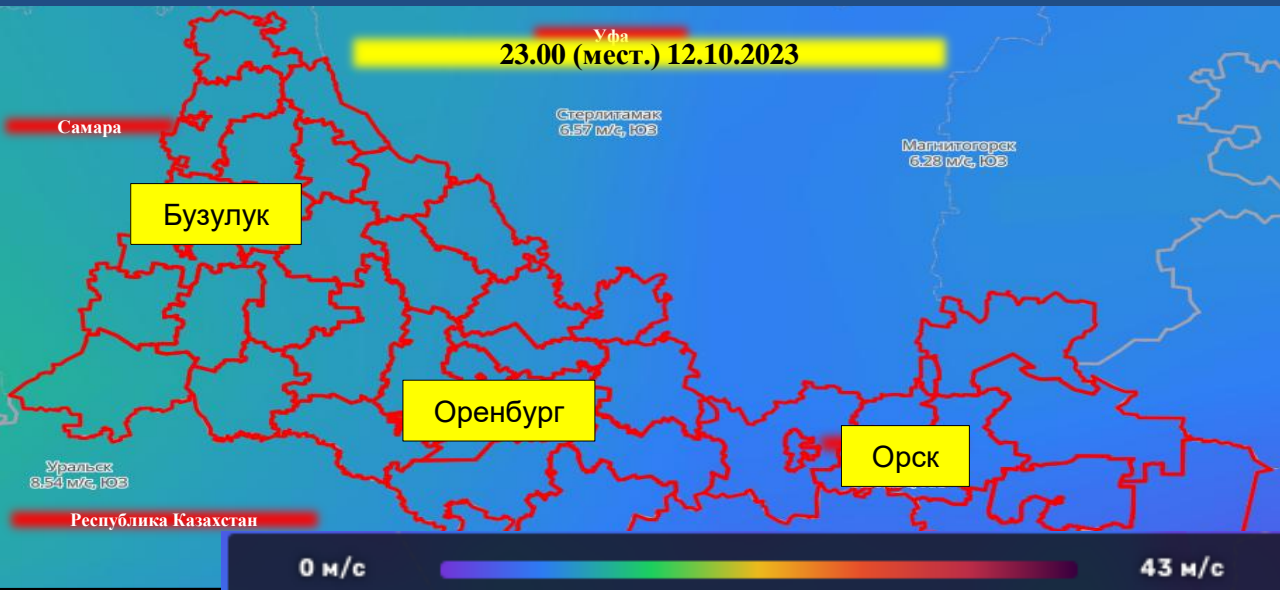 Уфа
23.00 (мест.) 12.10.2023
Стерлитамак
6.57 м/с, ЮЗ
Самара
Магнитогорск
6.28 м/с, ЮЗ
Бузулук
Оренбург
Орск
Уральск
8.54 м/с, ЮЗ
Республика Казахстан
0 м/с
43 м/с